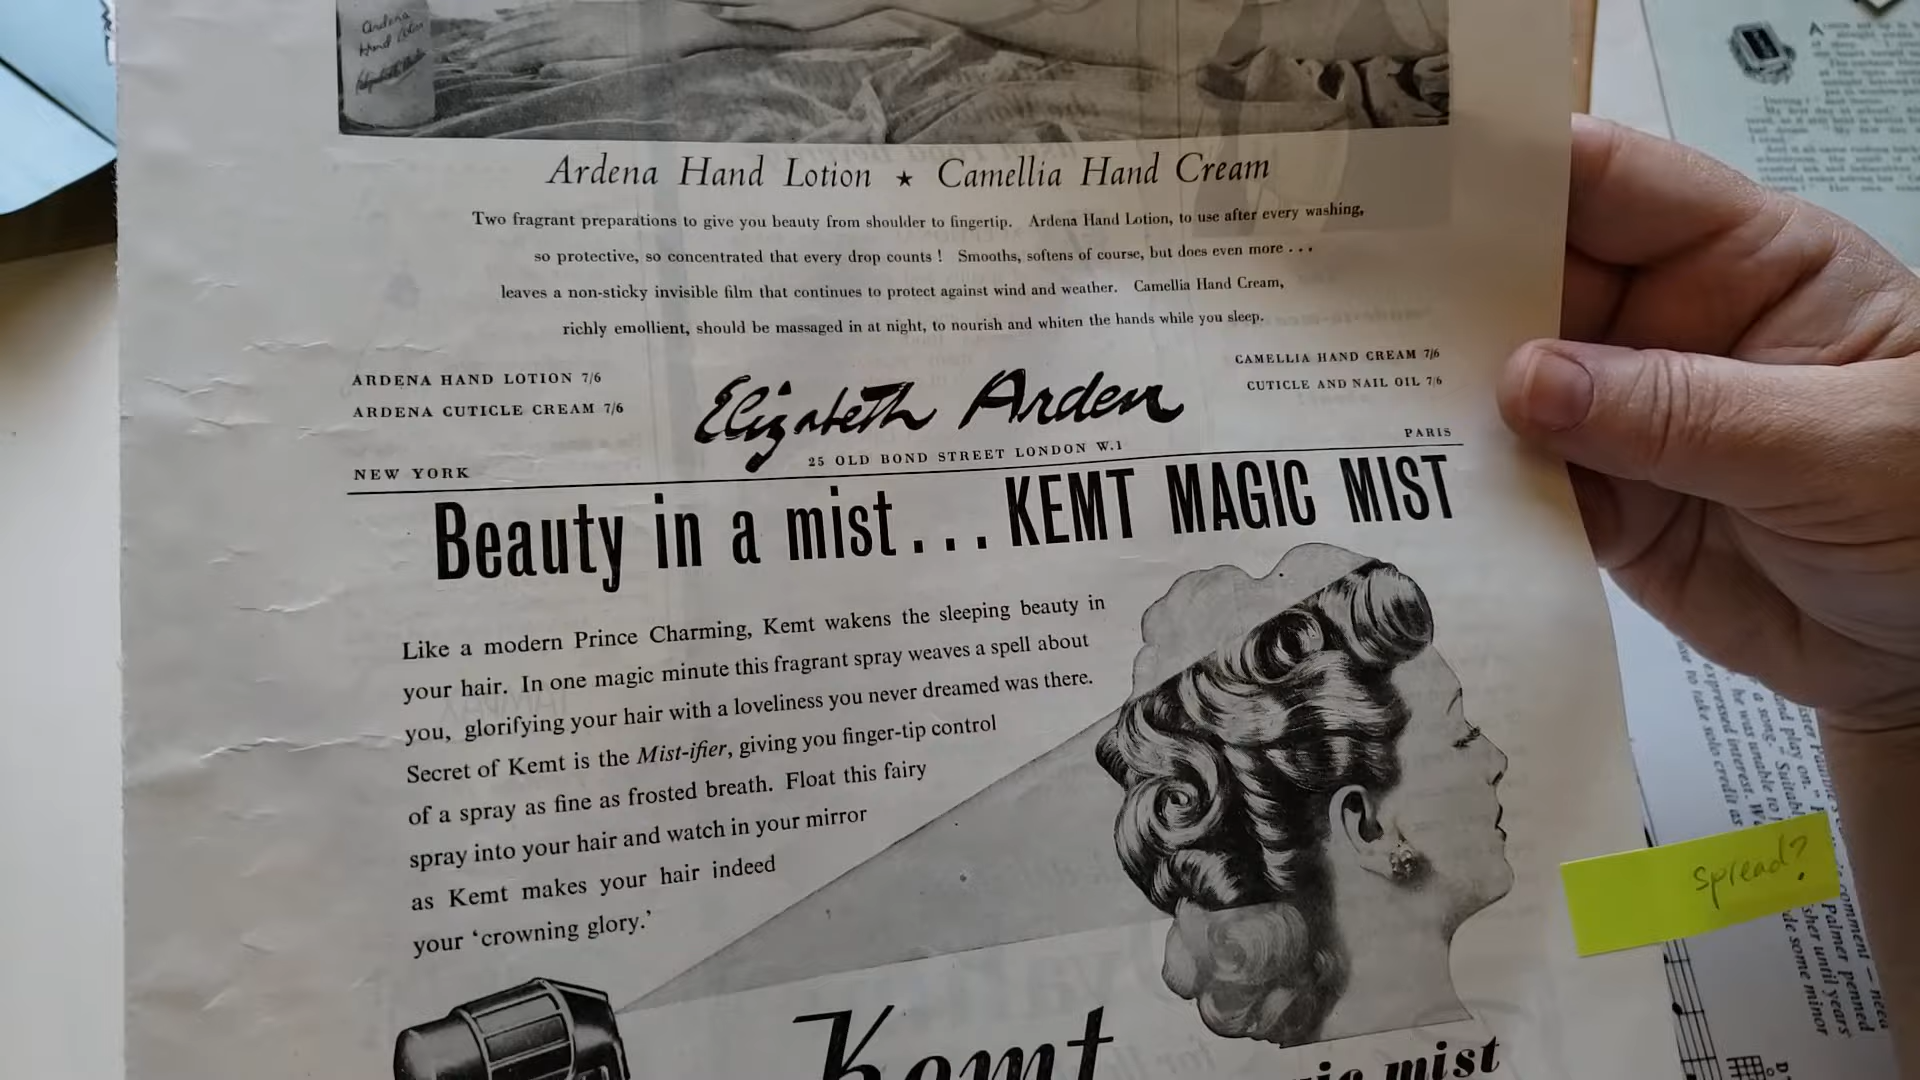 Ardena
Hand Lotion
Ardena Hand Lotion ★ Camellia Hand Cream
Two fragrant preparations to give you beauty from shoulder to fingertip. Ardena Hand Lotion, to use after every washing,
so protective, so concentrated that every drop counts ! Smooths, softens of course, but does even more . . .
leaves a non-sticky invisible film that continues to protect against wind and weather. Camellia Hand Cream,
richly emollient, should be massaged in at night, to nourish and whiten the hands while you sleep.
ARDENA HAND LOTION 7/6
ARDENA CUTICLE CREAM 7/6
Elizabeth Arden
CAMELLIA HAND CREAM 7/6
CUTICLE AND NAIL OIL 7/6
NEW YORK
25 OLD BOND STREET LONDON W.1
PARIS
Beauty in a mist . . . KEMT MAGIC MIST
Like a modern Prince Charming, Kemt wakens the sleeping beauty in
your hair. In one magic minute this fragrant spray weaves a spell about
you, glorifying your hair with a loveliness you never dreamed was there.
Secret of Kemt is the Mist-ifier, giving you finger-tip control
of a spray as fine as frosted breath. Float this fairy
spray into your hair and watch in your mirror
as Kemt makes your hair indeed
your ‘crowning glory.’
Kemt
mist
spread?